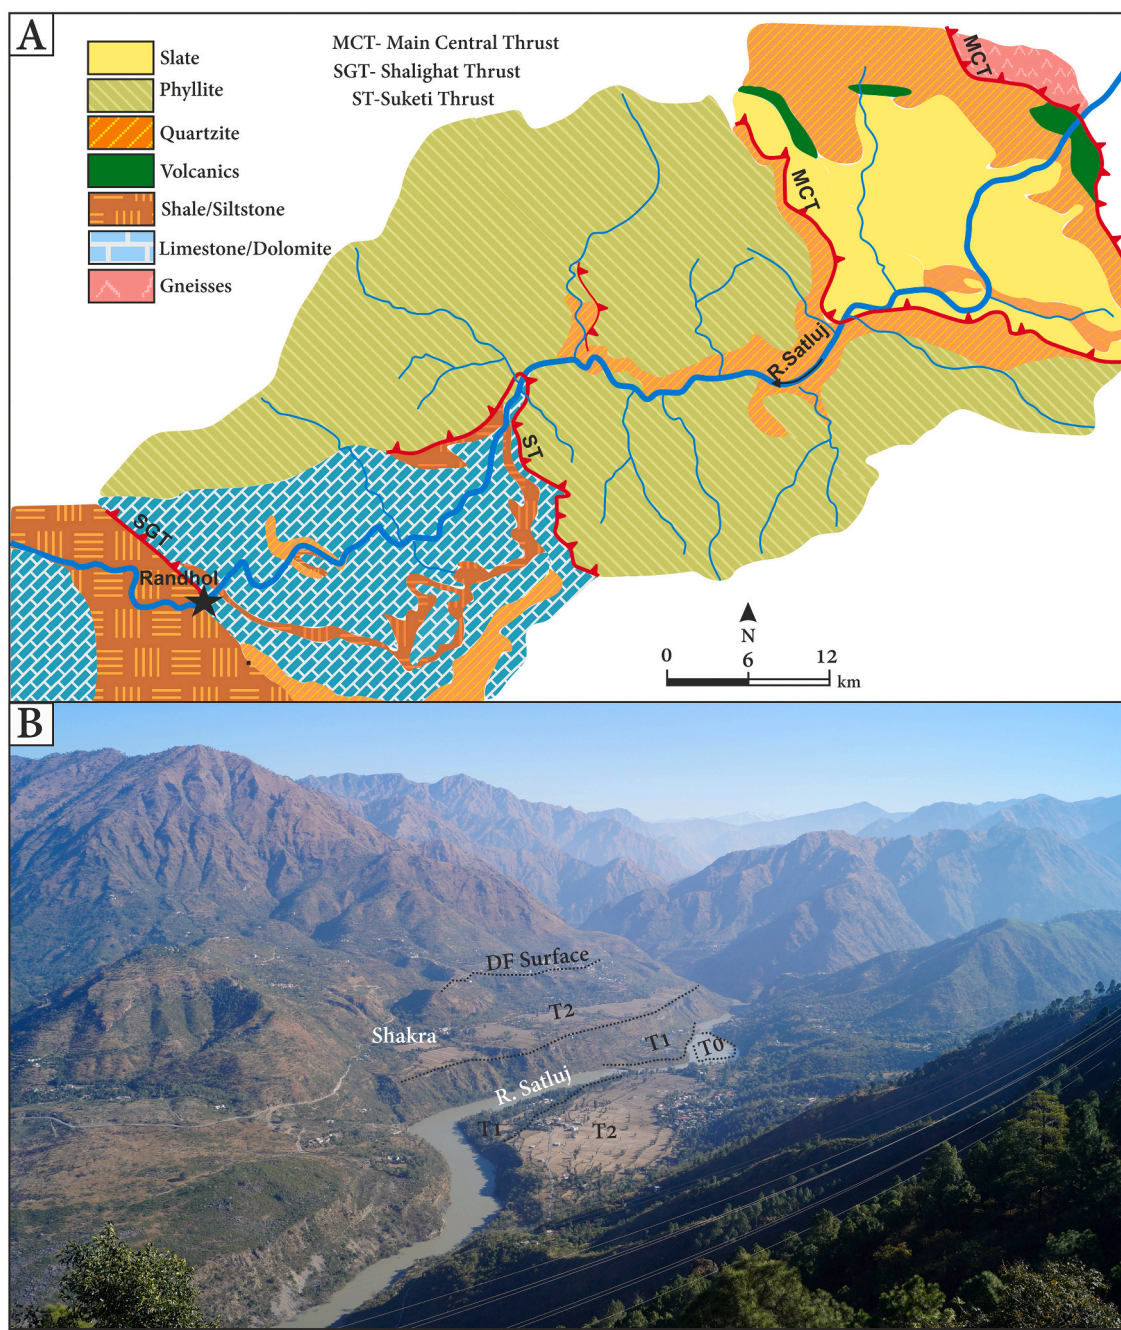 A
Slate
Phyllite
Quartzite
Volcanics
Shale/Siltstone
Limestone/Dolomite
Gneisses
MCT- Main Central Thrust
SGT- Shalighat Thrust
ST-Suketi Thrust
MCT
MCT
R.Satluj
ST
SGT
Randhol
N
0 6 12
km
B
DF Surface
T2
Shakra
T1
T0
R. Satluj
T1
T2